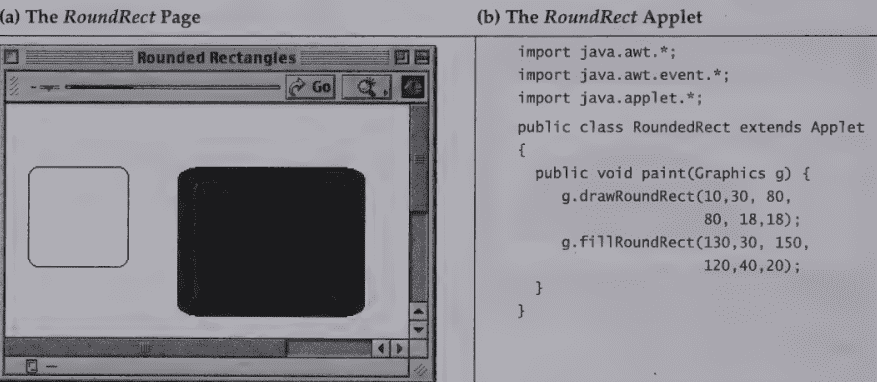 (a) The RoundRect Page
Rounded Rectangles
Go
(b) The RoundRect Applet
import java.awt.*;
import java.awt.event.*;
import java.applet.*;
public class RoundedRect extends Applet
{
public void paint(Graphics g) {
g.drawRoundRect(10,30, 80,
80, 18,18);
g.fillRoundRect(130,30, 150,
120,40,20);
}
}